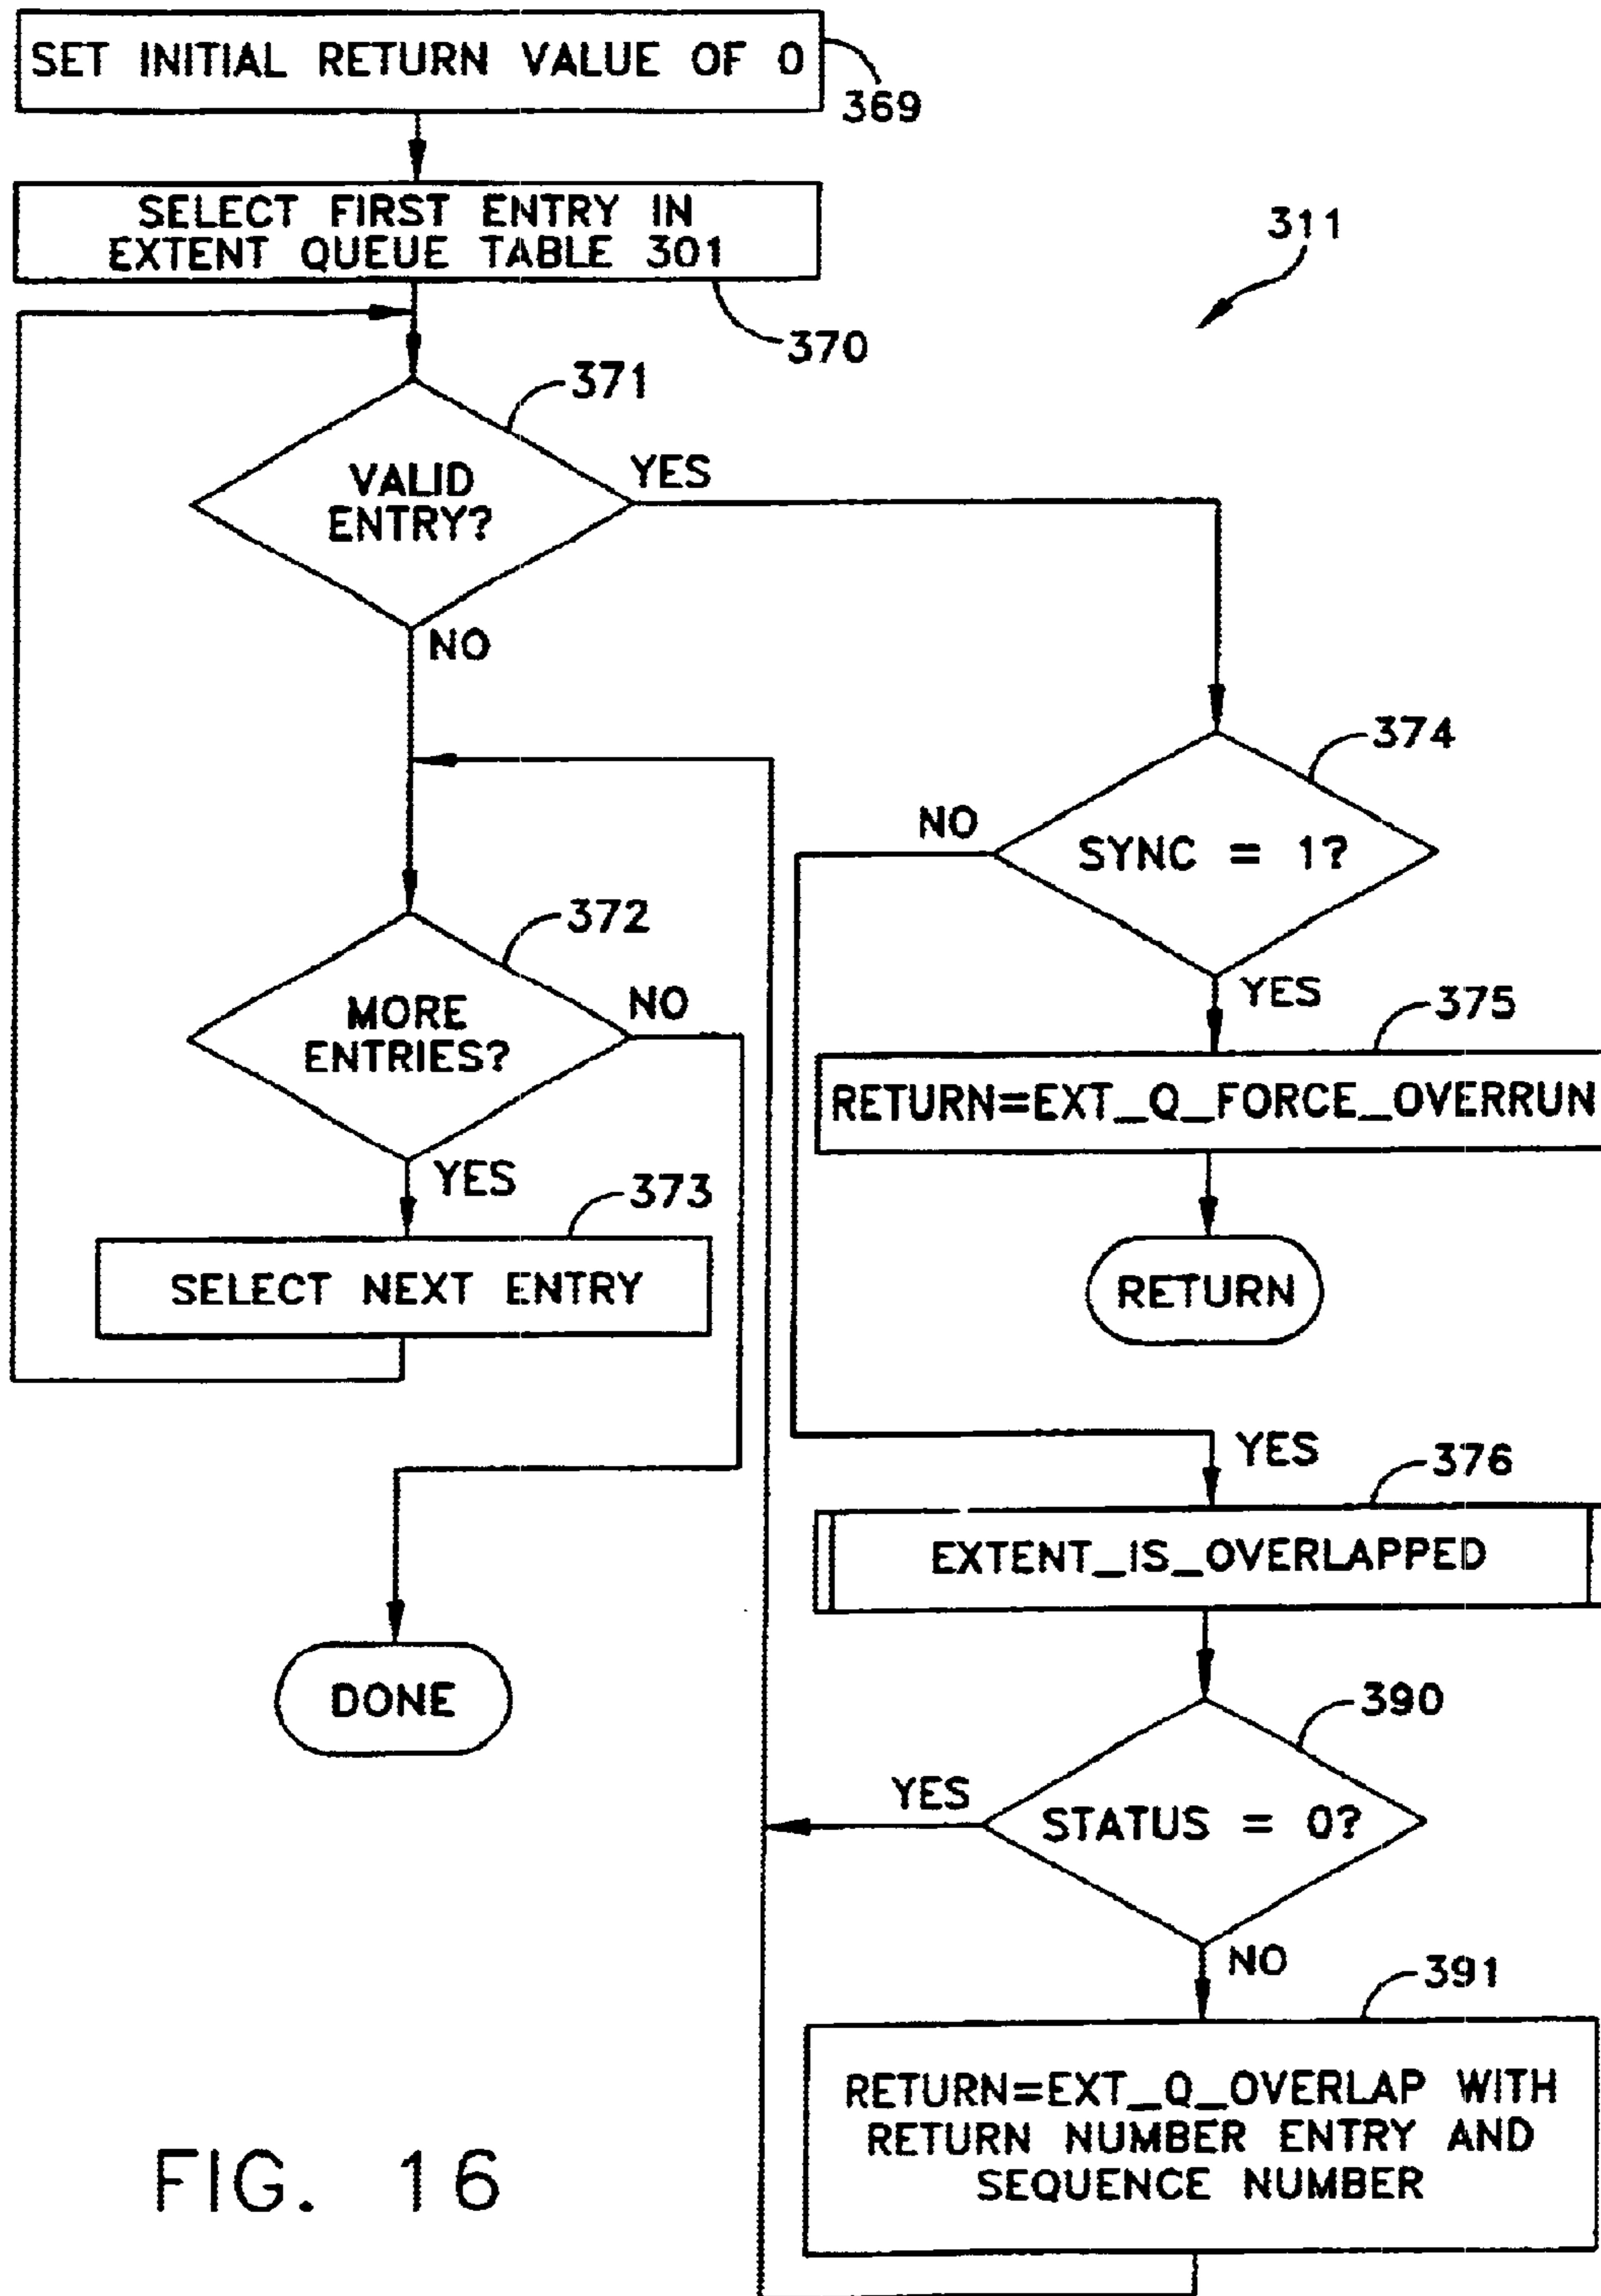 SET INITIAL RETURN VALUE OF 0
369
SELECT FIRST ENTRY IN
EXTENT QUEUE TABLE 301
370
311
371
VALID
ENTRY?
YES
NO
374
SYNC = 1?
NO
YES
372
MORE
ENTRIES?
NO
YES
375
RETURN=EXT_Q_FORCE_OVERRUN
373
SELECT NEXT ENTRY
RETURN
YES
376
EXTENT_IS_OVERLAPPED
DONE
390
STATUS = 0?
YES
NO
391
RETURN=EXT_Q_OVERLAP WITH
RETURN NUMBER ENTRY AND
SEQUENCE NUMBER
FIG. 16